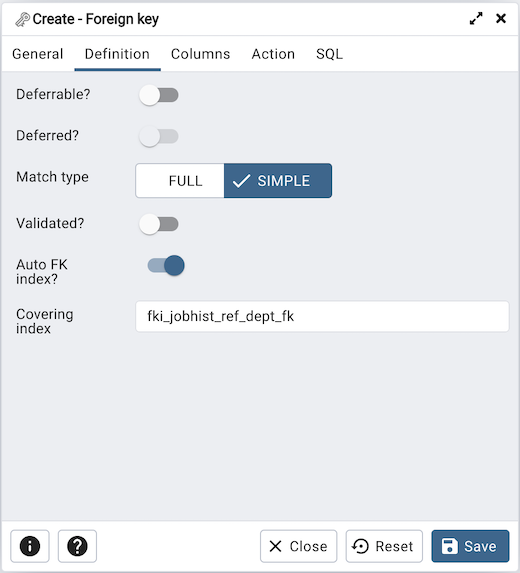 Create - Foreign key
General Definition Columns Action SQL
Deferrable?
Deferred?
Match type FULL SIMPLE
Validated?
Auto FK
index?
Covering
index
fki_jobhist_ref_dept_fk
Close Reset Save